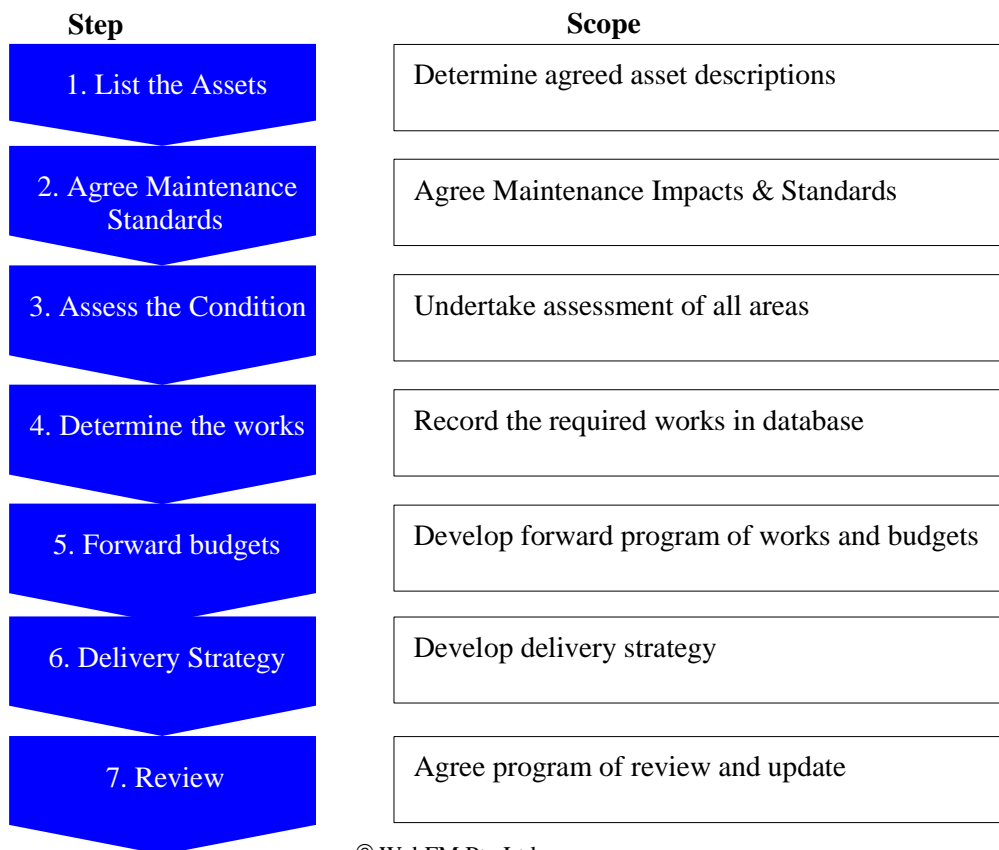 Step Scope
1. List the Assets
Determine agreed asset descriptions
2. Agree Maintenance
Standards
Agree Maintenance Impacts & Standards
3. Assess the Condition
Undertake assessment of all areas
4. Determine the works
Record the required works in database
5. Forward budgets
Develop forward program of works and budgets
6. Delivery Strategy
Develop delivery strategy
7. Review
Agree program of review and update